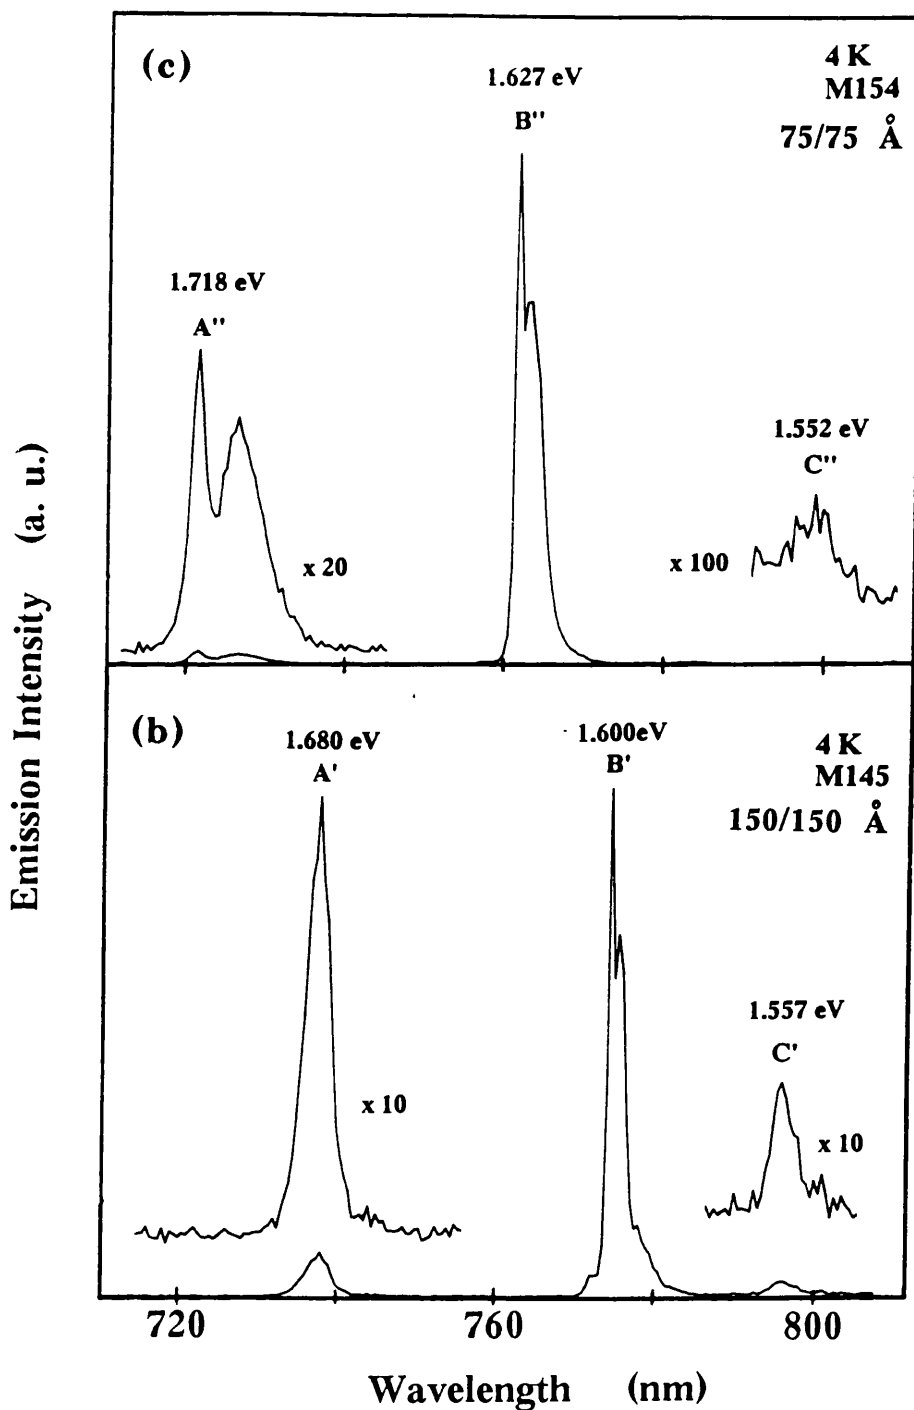 (c)
4 K
M154
75/75 Å
1.627 eV
B"
1.718 eV
A"
1.552 eV
C"
x 20
x 100
Emission Intensity (a. u.)
(b)
4 K
M145
150/150 Å
1.680 eV
A'
1.600eV
B'
1.557 eV
C'
x 10
x 10
720
760
800
Wavelength (nm)